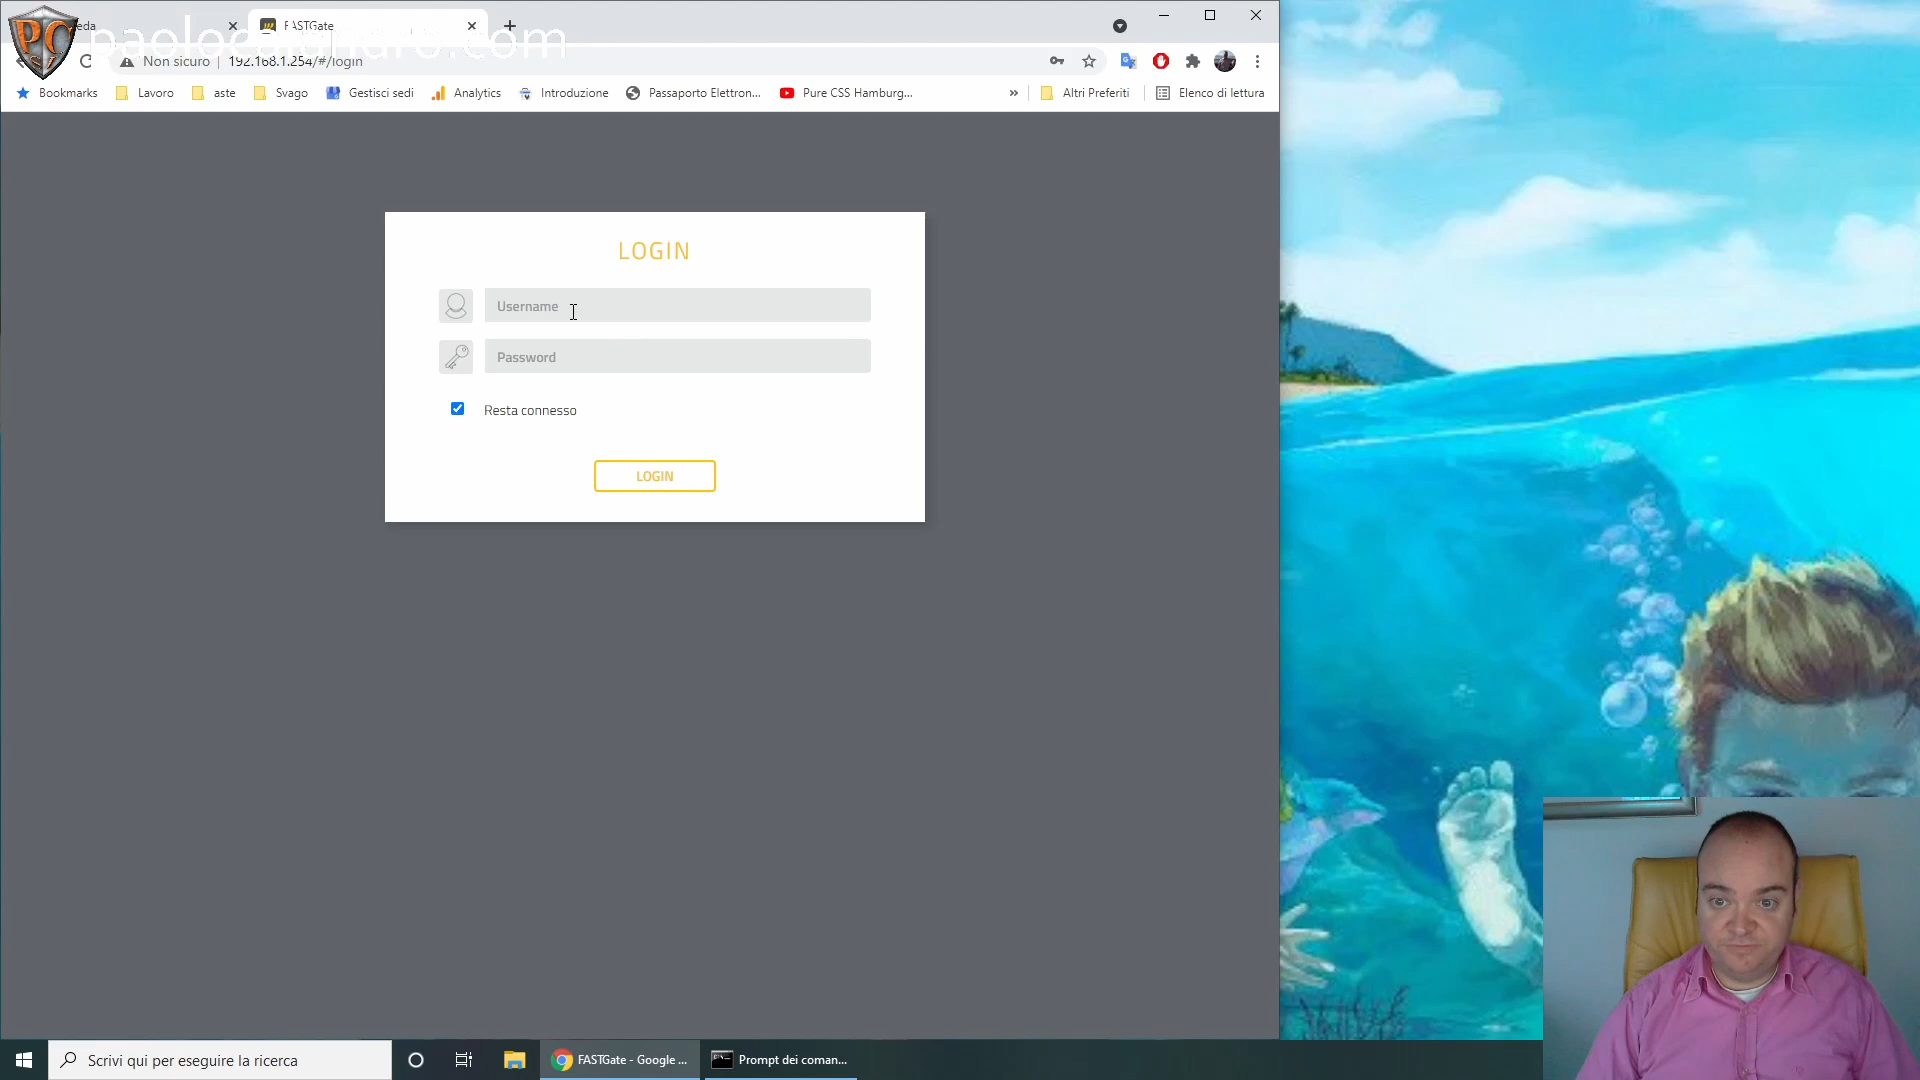 PC
FASTGate
Non sicuro
192.168.1.254/#/login
Bookmarks
Lavoro
aste
Svago
Gestisci sedi
Analytics
Introduzione
Passaporto Elettron...
Pure CSS Hamburg...
»
Altri Preferiti
Elenco di lettura
LOGIN
Username
Password
Resta connesso
LOGIN
Scrivi qui per eseguire la ricerca
FASTGate - Google ...
Prompt dei coman...